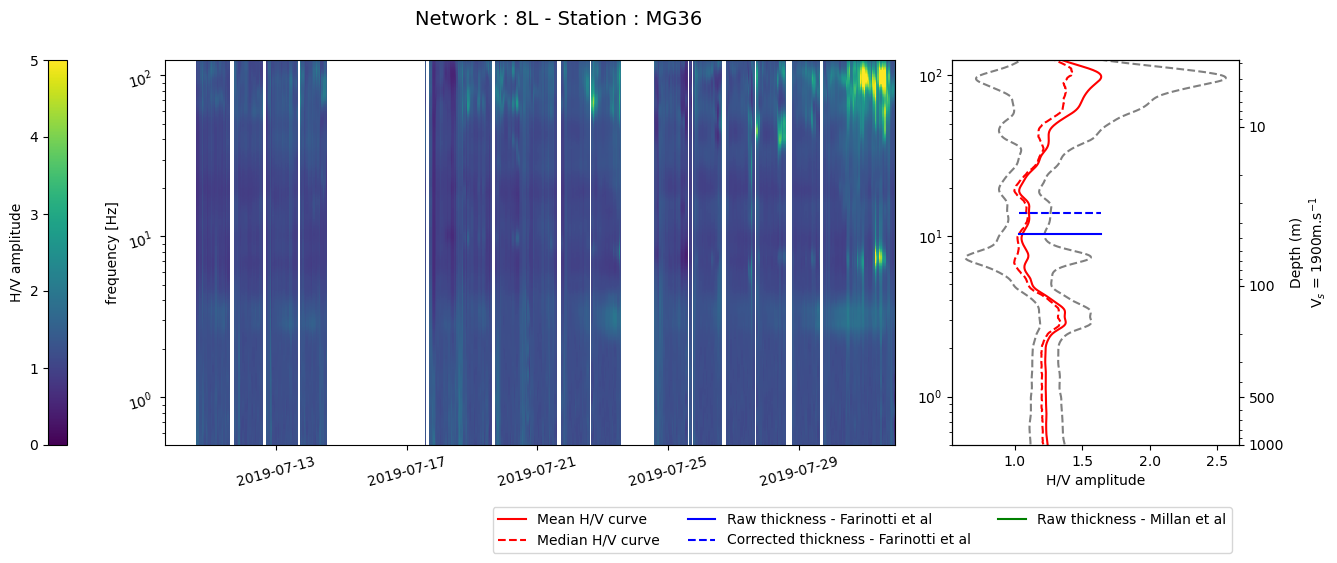 Network : 8L - Station : MG36
5
4
3
2
1
0
H/V amplitude
10²
10¹
10⁰
frequency [Hz]
2019-07-13
2019-07-17
2019-07-21
2019-07-25
2019-07-29
10²
10¹
10⁰
1.0
1.5
2.0
2.5
H/V amplitude
10
100
500
1000
Depth (m)
Vₛ = 1900m.s⁻¹
Mean H/V curve
Median H/V curve
Raw thickness - Farinotti et al
Corrected thickness - Farinotti et al
Raw thickness - Millan et al